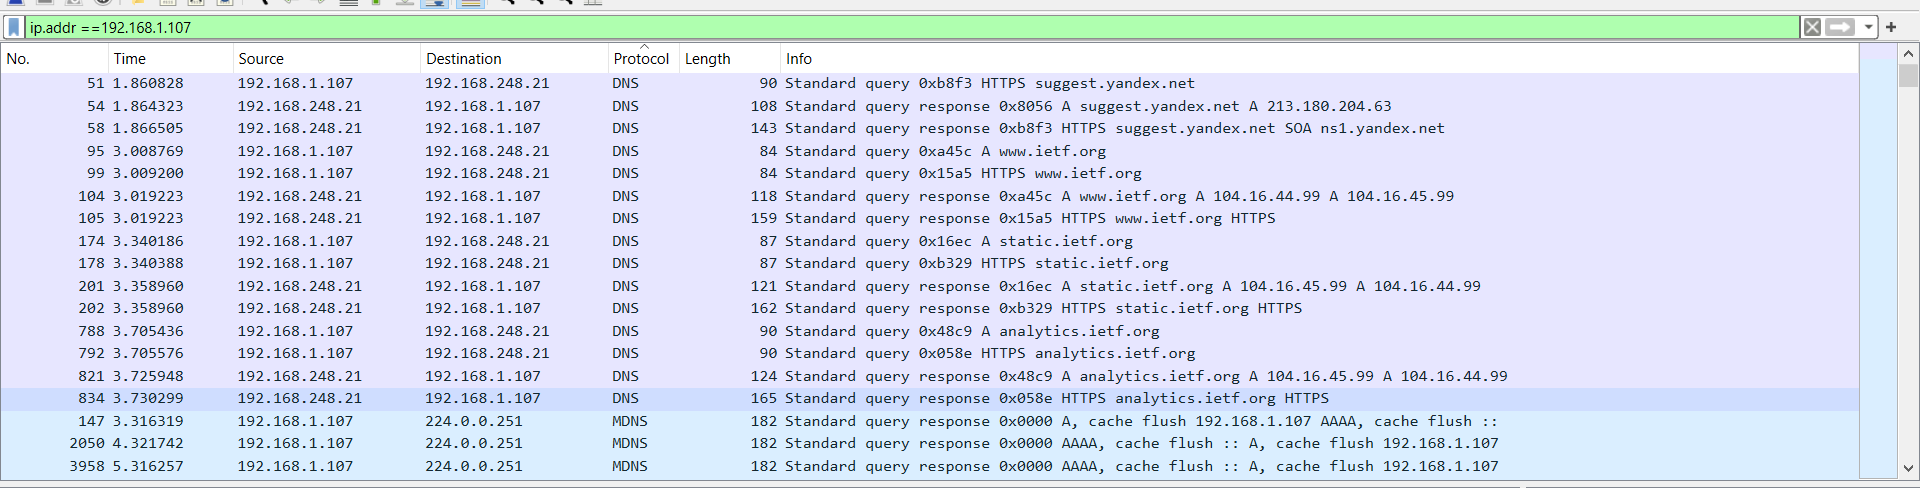 ip.addr ==192.168.1.107
No. Time Source Destination Protocol Length Info
51 1.860828 192.168.1.107 192.168.248.21 DNS 90 Standard query 0xb8f3 HTTPS suggest.yandex.net
54 1.864323 192.168.248.21 192.168.1.107 DNS 108 Standard query response 0x8056 A suggest.yandex.net A 213.180.204.63
58 1.866505 192.168.248.21 192.168.1.107 DNS 143 Standard query response 0xb8f3 HTTPS suggest.yandex.net SOA ns1.yandex.net
95 3.008769 192.168.1.107 192.168.248.21 DNS 84 Standard query 0xa45c A www.ietf.org
99 3.009200 192.168.1.107 192.168.248.21 DNS 84 Standard query 0x15a5 HTTPS www.ietf.org
104 3.019223 192.168.248.21 192.168.1.107 DNS 118 Standard query response 0xa45c A www.ietf.org A 104.16.44.99 A 104.16.45.99
105 3.019223 192.168.248.21 192.168.1.107 DNS 159 Standard query response 0x15a5 HTTPS www.ietf.org HTTPS
174 3.340186 192.168.1.107 192.168.248.21 DNS 87 Standard query 0x16ec A static.ietf.org
178 3.340388 192.168.1.107 192.168.248.21 DNS 87 Standard query 0xb329 HTTPS static.ietf.org
201 3.358960 192.168.248.21 192.168.1.107 DNS 121 Standard query response 0x16ec A static.ietf.org A 104.16.45.99 A 104.16.44.99
202 3.358960 192.168.248.21 192.168.1.107 DNS 162 Standard query response 0xb329 HTTPS static.ietf.org HTTPS
788 3.705436 192.168.1.107 192.168.248.21 DNS 90 Standard query 0x48c9 A analytics.ietf.org
792 3.705576 192.168.1.107 192.168.248.21 DNS 90 Standard query 0x058e HTTPS analytics.ietf.org
821 3.725948 192.168.248.21 192.168.1.107 DNS 124 Standard query response 0x48c9 A analytics.ietf.org A 104.16.45.99 A 104.16.44.99
834 3.730299 192.168.248.21 192.168.1.107 DNS 165 Standard query response 0x058e HTTPS analytics.ietf.org HTTPS
147 3.316319 192.168.1.107 224.0.0.251 MDNS 182 Standard query response 0x0000 A, cache flush 192.168.1.107 AAAA, cache flush ::
2050 4.321742 192.168.1.107 224.0.0.251 MDNS 182 Standard query response 0x0000 AAAA, cache flush :: A, cache flush 192.168.1.107
3958 5.316257 192.168.1.107 224.0.0.251 MDNS 182 Standard query response 0x0000 AAAA, cache flush :: A, cache flush 192.168.1.107